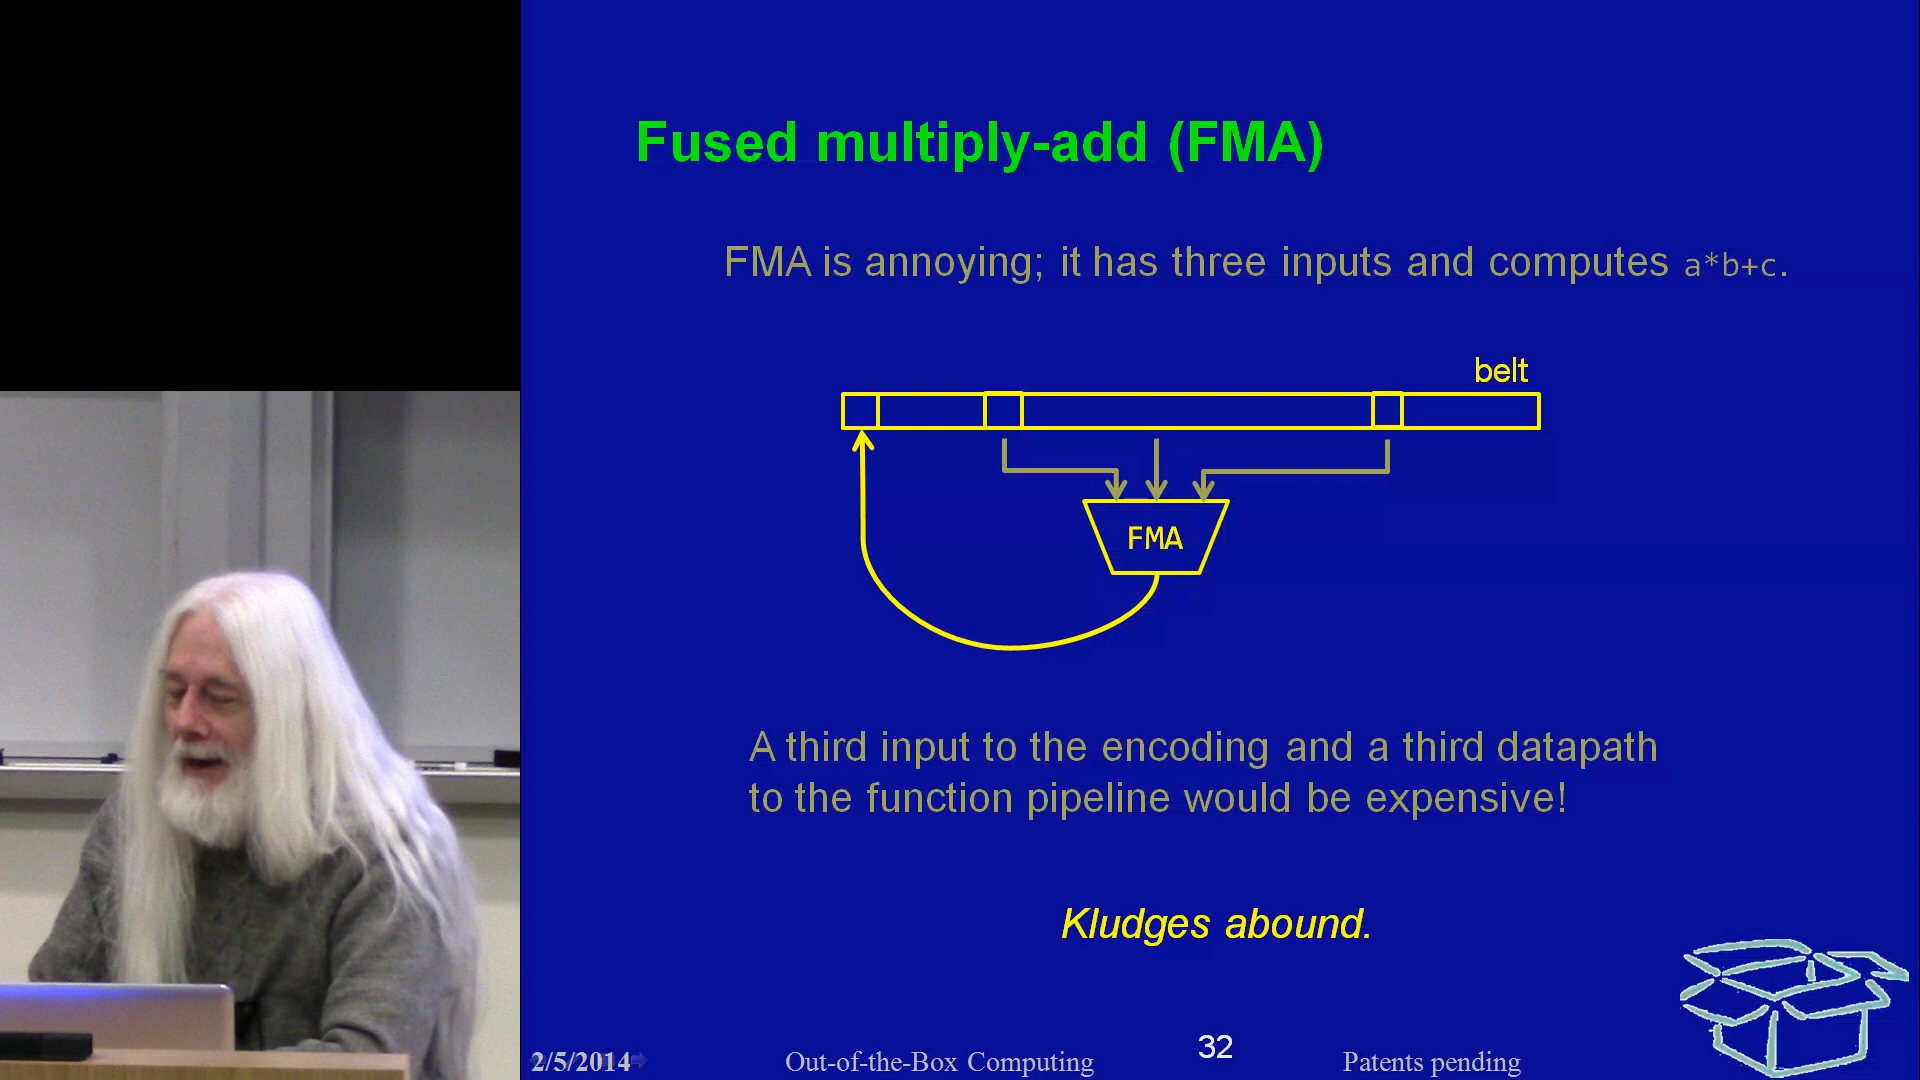 Fused multiply-add (FMA)
FMA is annoying; it has three inputs and computes a*b+c.
belt
FMA
A third input to the encoding and a third datapath
to the function pipeline would be expensive!
Kludges abound.
2/5/2014
Out-of-the-Box Computing
32
Patents pending